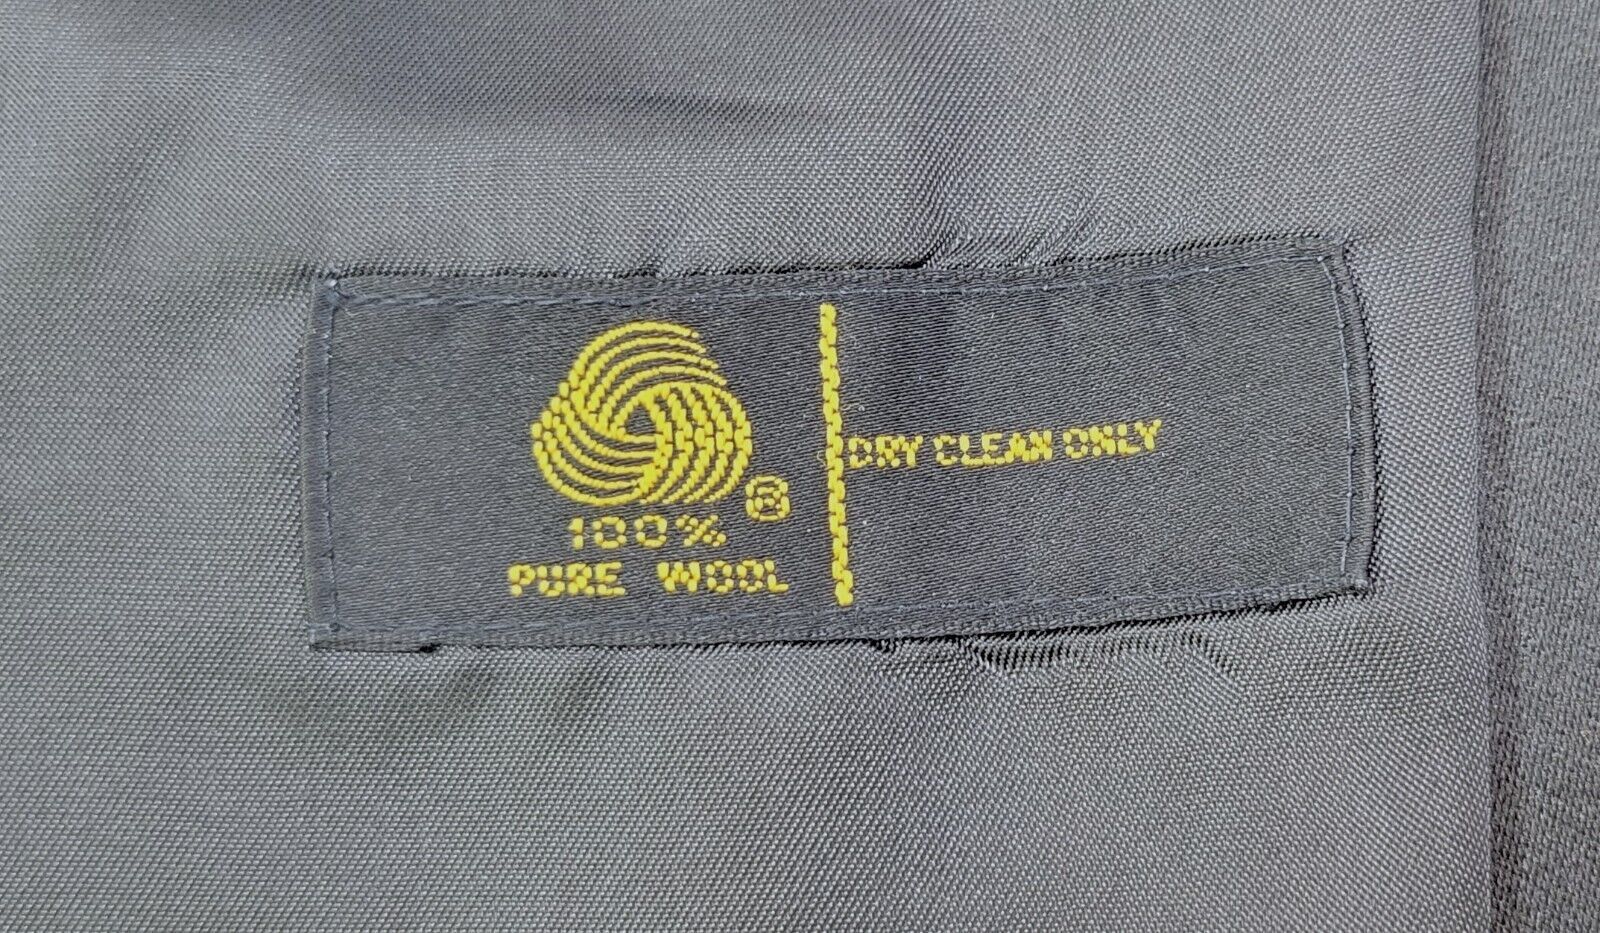 ®
100%
PURE WOOL
DRY CLEAN ONLY